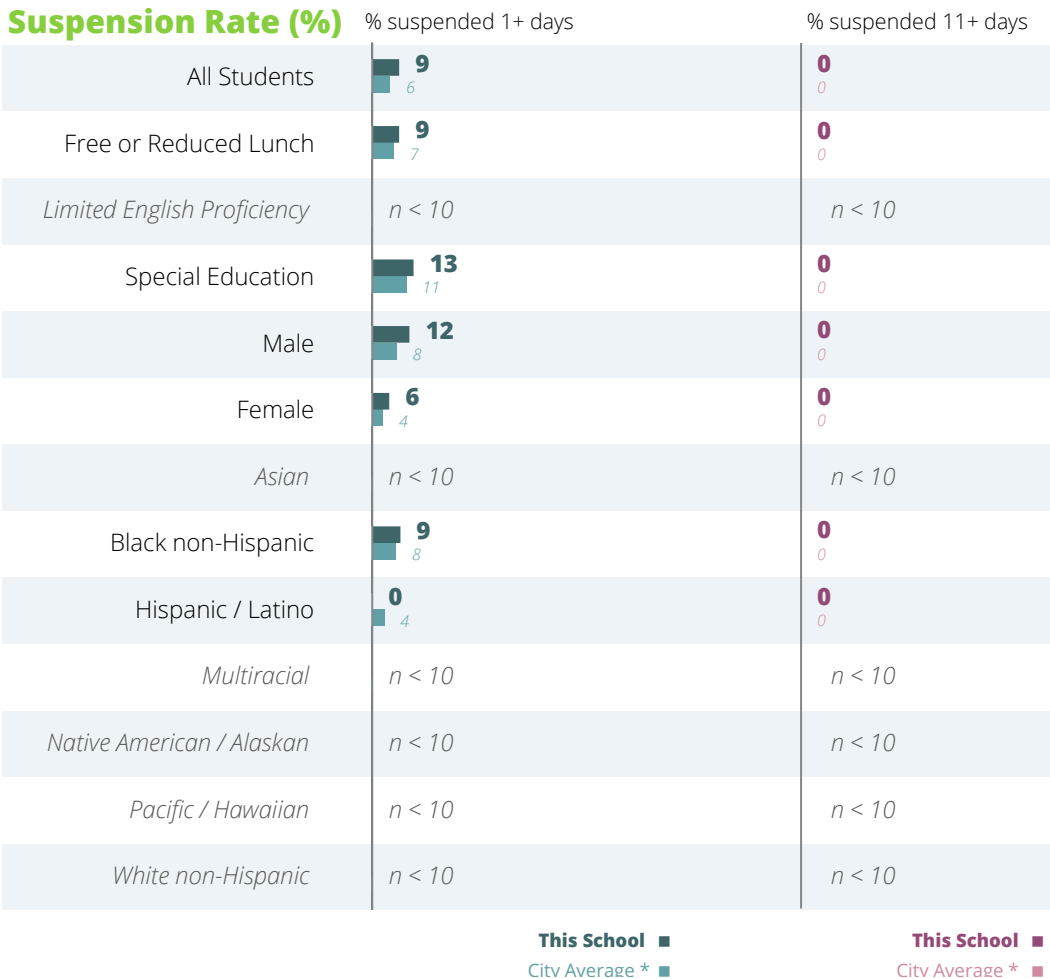 Suspension Rate (%) % suspended 1+ days % suspended 11+ days
All Students 9 0
6 0
Free or Reduced Lunch 9 0
7 0
Limited English Proficiency n < 10 n < 10
Special Education 13 0
11 0
Male 12 0
8 0
Female 6 0
4 0
Asian n < 10 n < 10
Black non-Hispanic 9 0
8 0
Hispanic / Latino 0 0
4 0
Multiracial n < 10 n < 10
Native American / Alaskan n < 10 n < 10
Pacific / Hawaiian n < 10 n < 10
White non-Hispanic n < 10 n < 10
This School This School
City Average * City Average *